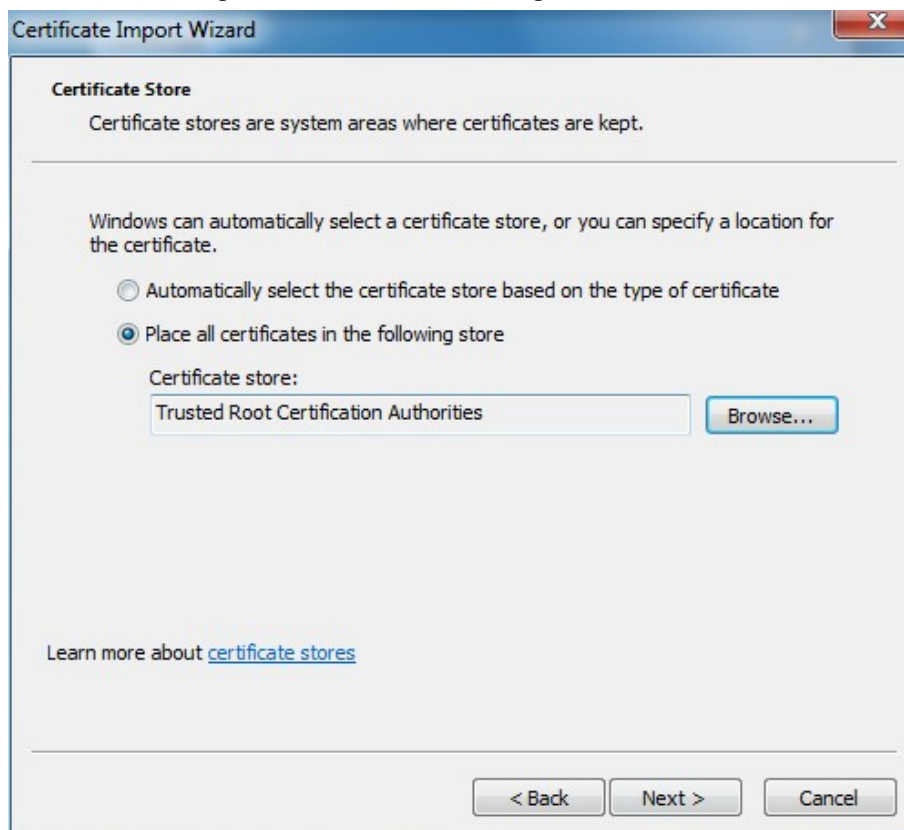 Certificate Import Wizard
Certificate Store
Certificate stores are system areas where certificates are kept.
Windows can automatically select a certificate store, or you can specify a location for
the certificate.
Automatically select the certificate store based on the type of certificate
Place all certificates in the following store
Certificate store:
Trusted Root Certification Authorities
Browse...
Learn more about certificate stores
< Back
Next >
Cancel